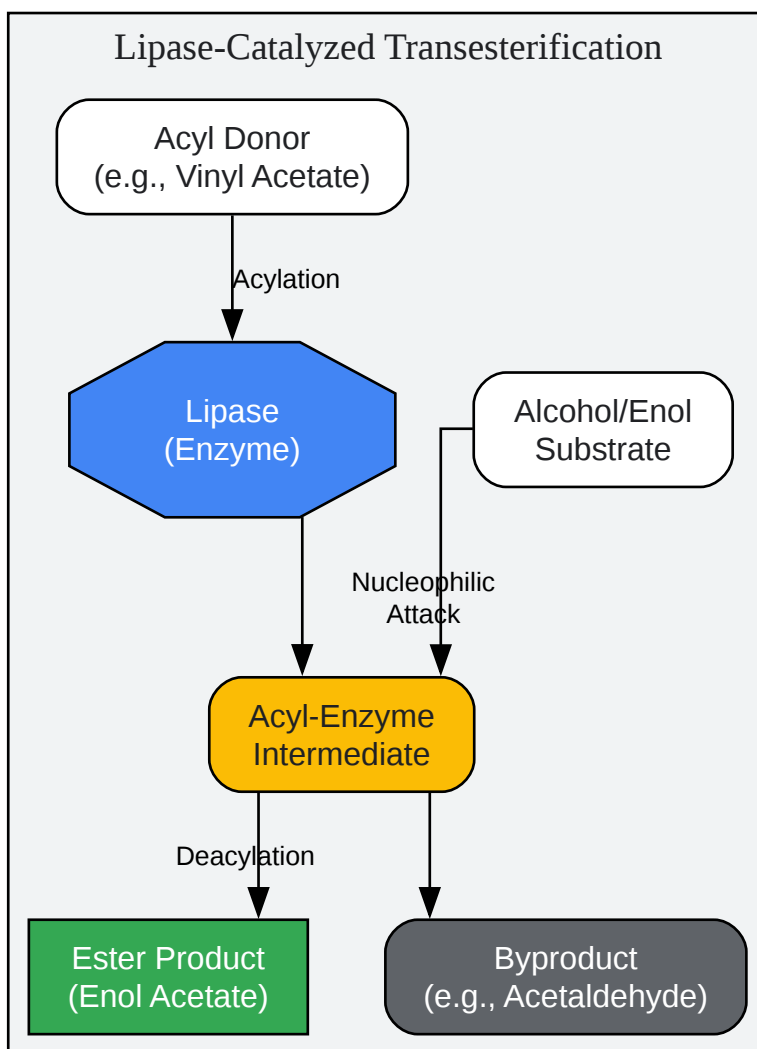 Lipase-Catalyzed Transesterification
Acyl Donor
(e.g., Vinyl Acetate)
Acylation
Lipase
(Enzyme)
Alcohol/Enol
Substrate
Nucleophilic
Attack
Acyl-Enzyme
Intermediate
Deacylation
Ester Product
(Enol Acetate)
Byproduct
(e.g., Acetaldehyde)